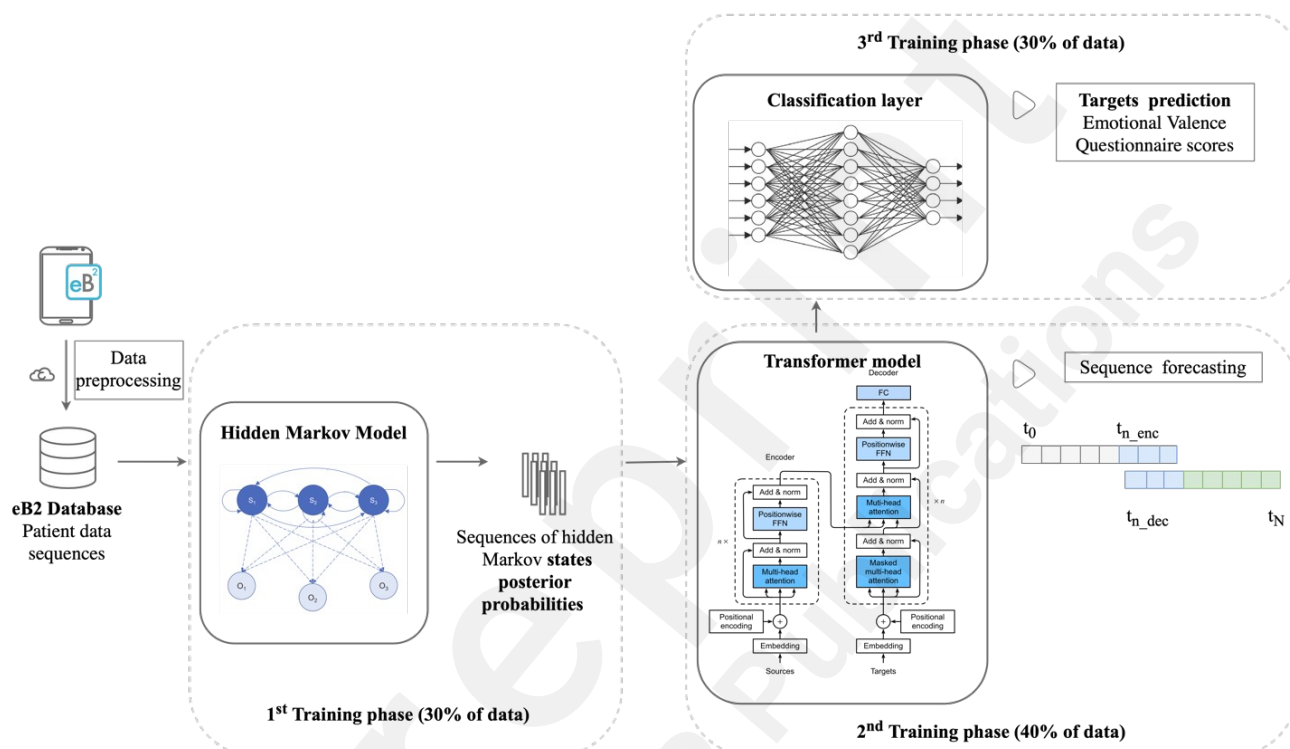 3rd Training phase (30% of data)
Classification layer
Targets prediction
Emotional Valence
Questionnaire scores
eB2
Data
preprocessing
C
eB2 Database
Patient data
sequences
Hidden Markov Model
S1
S2
S3
O1
O2
O3
Sequences of hidden
Markov states
posterior
probabilities
1st Training phase (30% of data)
Transformer model
Decoder
FC
Add & norm
Positionwise
FFN
Add & norm
Multi-head
attention
× n
Add & norm
Masked
multi-head
attention
Positional
encoding
+
Embedding
Targets
Encoder
Add & norm
Positionwise
FFN
n ×
Add & norm
Multi-head
attention
Positional
encoding
+
Embedding
Sources
Sequence forecasting
t0
tn_enc
tn_dec
tN
2nd Training phase (40% of data)
Preprint
Publications